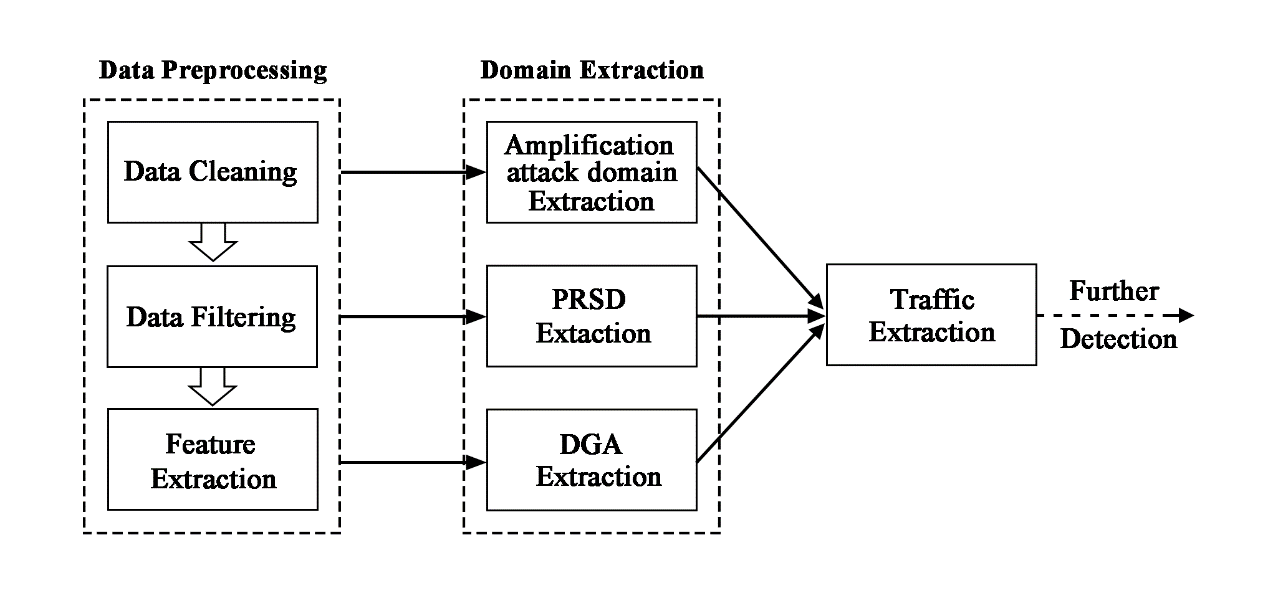 Data Preprocessing
Data Cleaning
Data Filtering
Feature
Extraction
Domain Extraction
Amplification
attack domain
Extraction
PRSD
Extaction
DGA
Extraction
Traffic
Extraction
Further
Detection